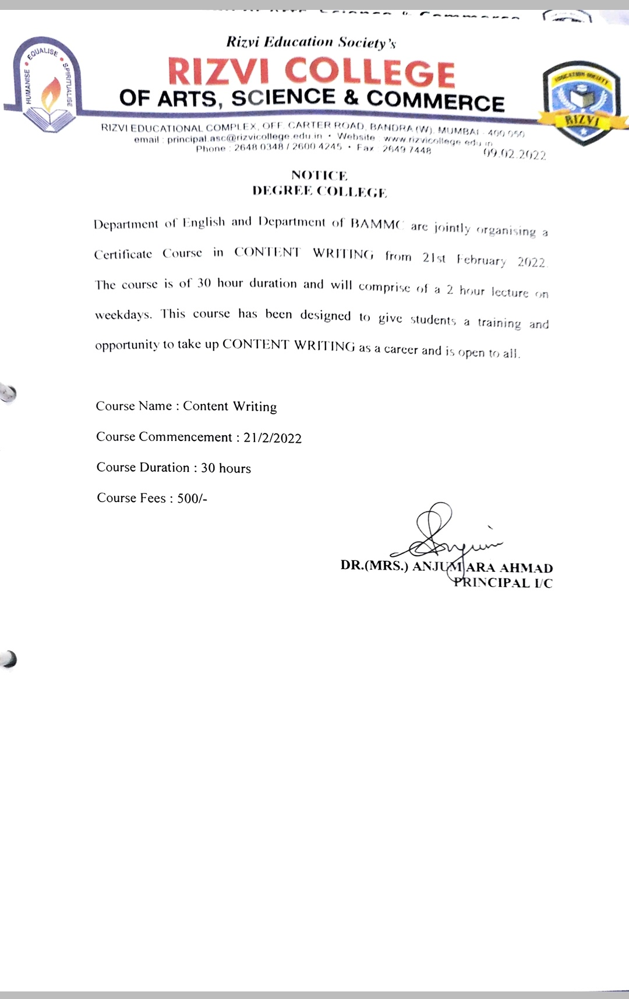 HUMANISE • EQUALISE • SPIRITUALISE
Rizvi Education Society's
RIZVI COLLEGE
OF ARTS, SCIENCE & COMMERCE
EDUCATION SOCIETY
RIZVI
RIZVI EDUCATIONAL COMPLEX, OFF. CARTER ROAD, BANDRA (W), MUMBAI - 400 050
email : principal.asc@rizvicollege.edu.in • Website : www.rizvicollege.edu.in
Phone : 2648 0348 / 2600 4245 • Fax : 2649 7448
09.02.2022
NOTICE
DEGREE COLLEGE
Department of English and Department of BAMMC are jointly organising a
Certificate Course in CONTENT WRITING from 21st February 2022.
The course is of 30 hour duration and will comprise of a 2 hour lecture on
weekdays. This course has been designed to give students a training and
opportunity to take up CONTENT WRITING as a career and is open to all.
Course Name : Content Writing
Course Commencement : 21/2/2022
Course Duration : 30 hours
Course Fees : 500/-
DR.(MRS.) ANJUM ARA AHMAD
PRINCIPAL I/C